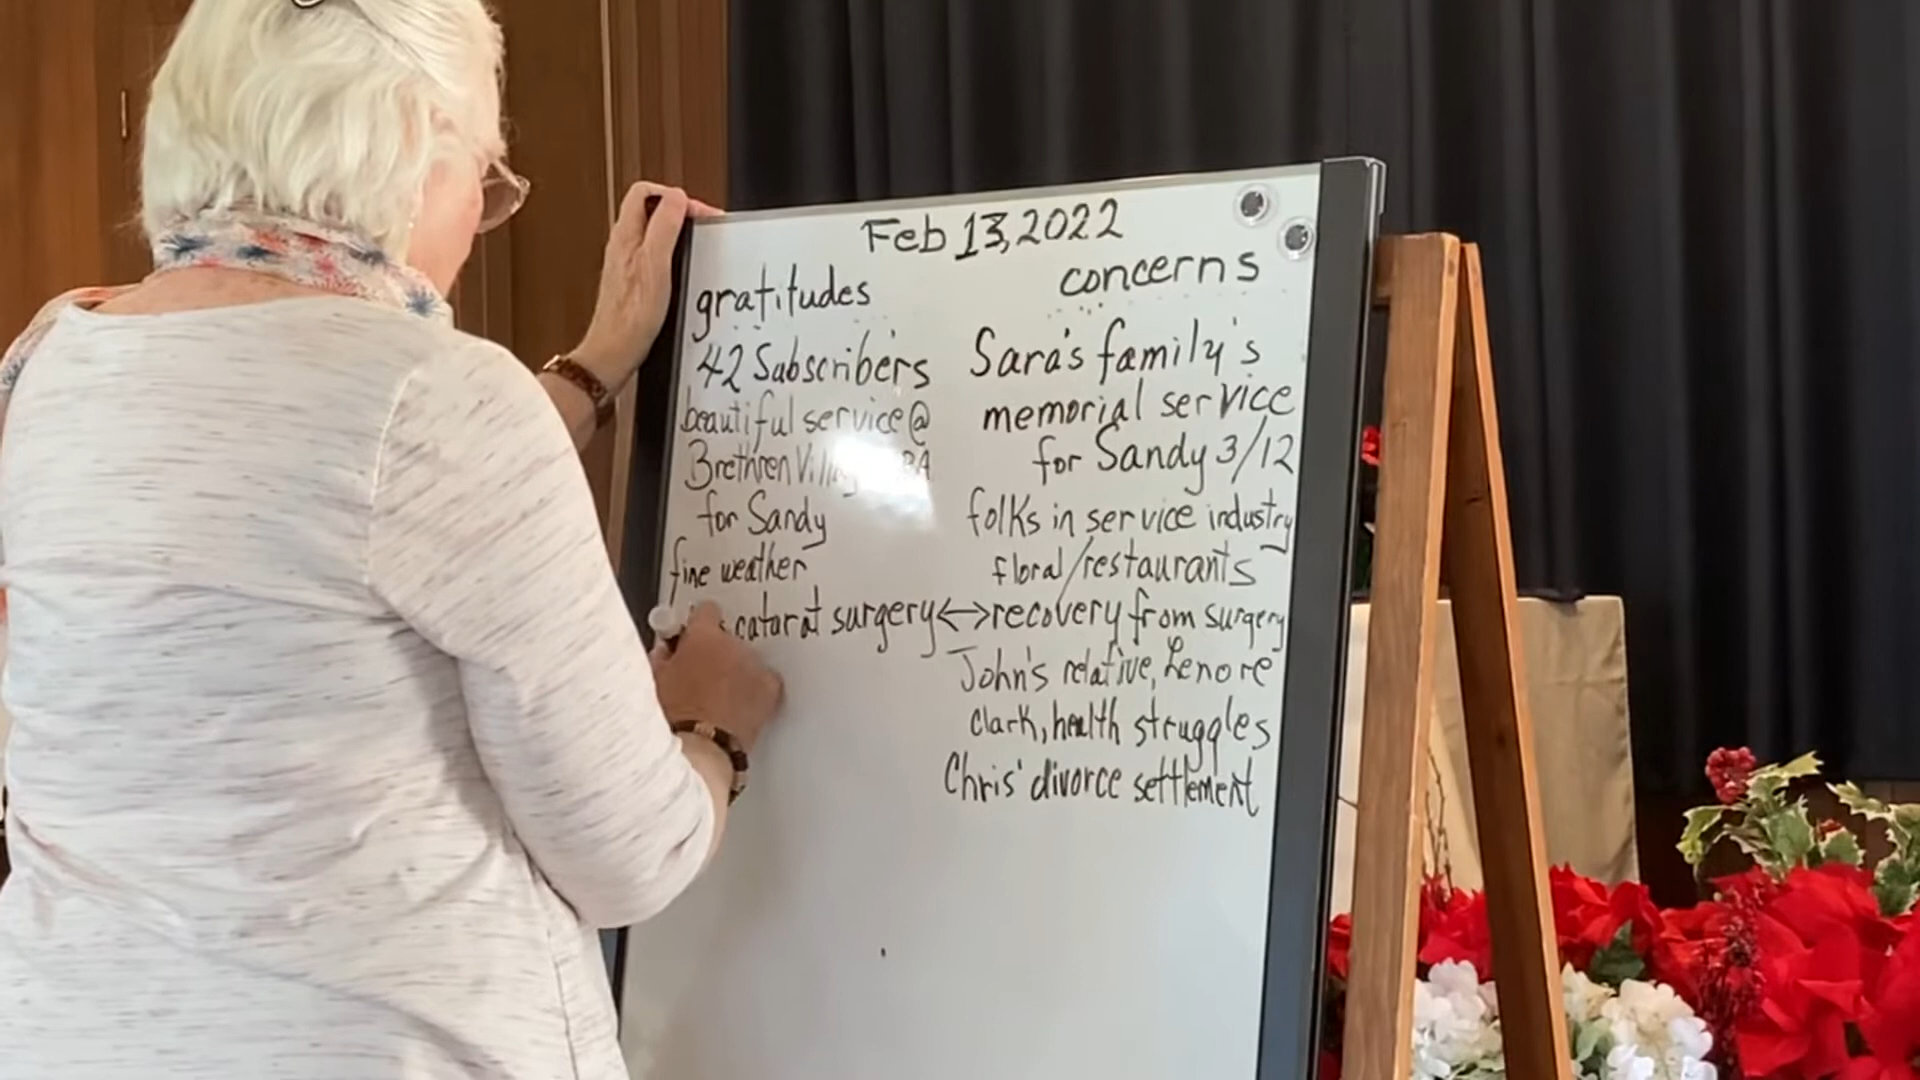 Feb 13, 2022
gratitudes
42 Subscribers
beautiful service @
Brethren
for Sandy
fine weather
catarat surgery <->
concerns
Sara's family's
memorial service
for Sandy 3/12
folks in service industry
floral/restaurants
recovery from surgery
John's relative, Lenore
Clark, health struggles
Chris' divorce settlement